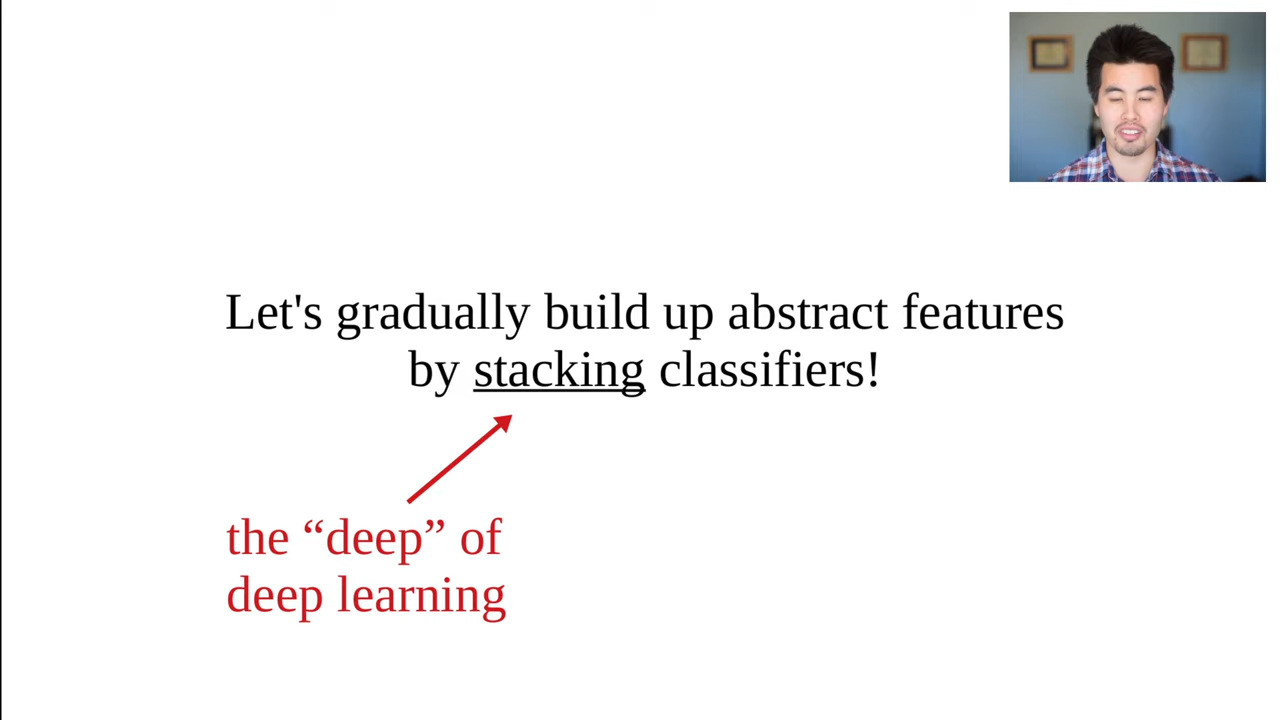 Let's gradually build up abstract features
by stacking classifiers!
the “deep” of
deep learning